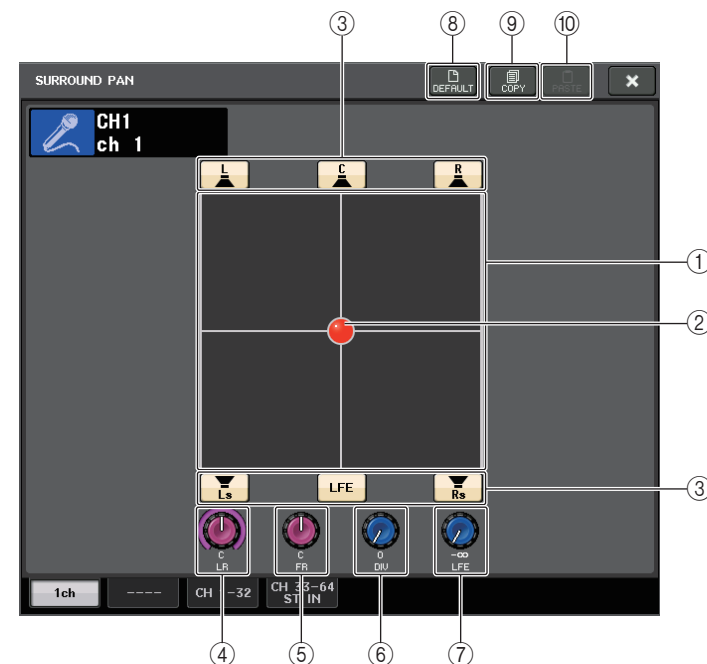 ③ ⑧ ⑨ ⑩
SURROUND PAN
DEFAULT COPY PASTE
CH1
ch 1
L C R
①
②
Ls LFE Rs
③
C C 0 -∞
LR FR DIV LFE
1ch ---- CH -32 CH 33-64
ST IN
④ ⑤ ⑥ ⑦